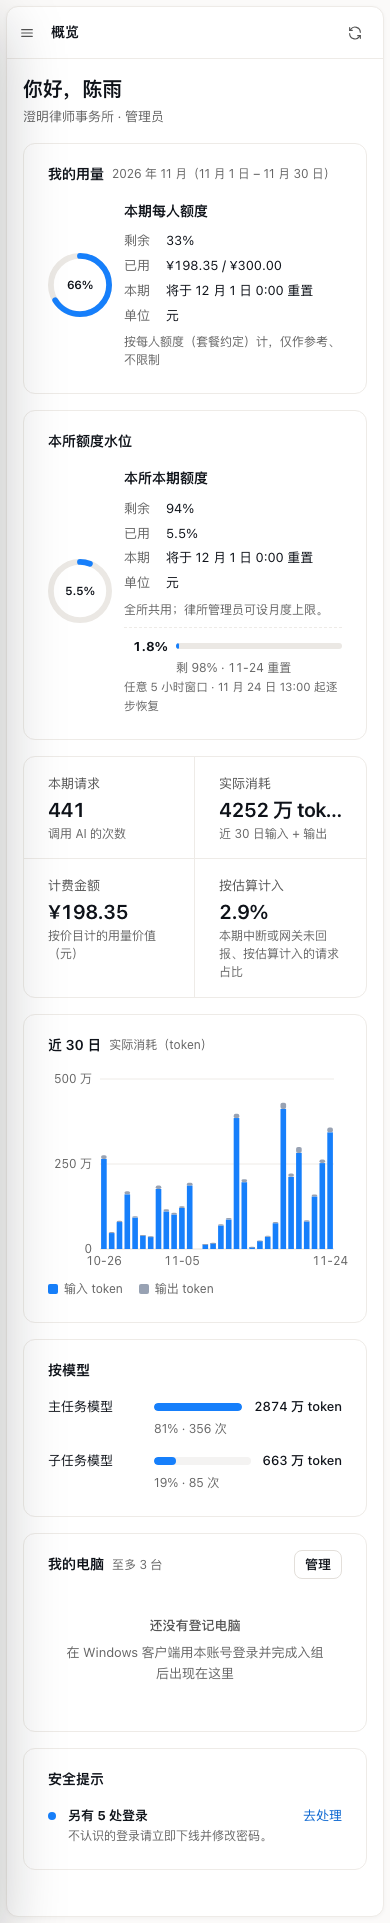 概览
你好，陈雨
澄明律师事务所 · 管理员
我的用量 2026 年 11 月（11 月 1 日 – 11 月 30 日）
66%
本期每人额度
剩余 33%
已用 ¥198.35 / ¥300.00
本期 将于 12 月 1 日 0:00 重置
单位 元
按每人额度（套餐约定）计，仅作参考、
不限制
本所额度水位
5.5%
本所本期额度
剩余 94%
已用 5.5%
本期 将于 12 月 1 日 0:00 重置
单位 元
全所共用；律所管理员可设月度上限。
1.8%
剩 98% · 11-24 重置
任意 5 小时窗口 · 11 月 24 日 13:00 起逐
步恢复
本期请求
441
调用 AI 的次数
实际消耗
4252 万 tok...
近 30 日输入 + 输出
计费金额
¥198.35
按价目计的用量价值
（元）
按估算计入
2.9%
本期中断或网关未回
报、按估算计入的请求
占比
近 30 日 实际消耗（token）
500 万
250 万
0
10-26 11-05 11-24
输入 token 输出 token
按模型
主任务模型 2874 万 token
81% · 356 次
子任务模型 663 万 token
19% · 85 次
我的电脑 至多 3 台 管理
还没有登记电脑
在 Windows 客户端用本账号登录并完成入组
后出现在这里
安全提示
另有 5 处登录 去处理
不认识的登录请立即下线并修改密码。